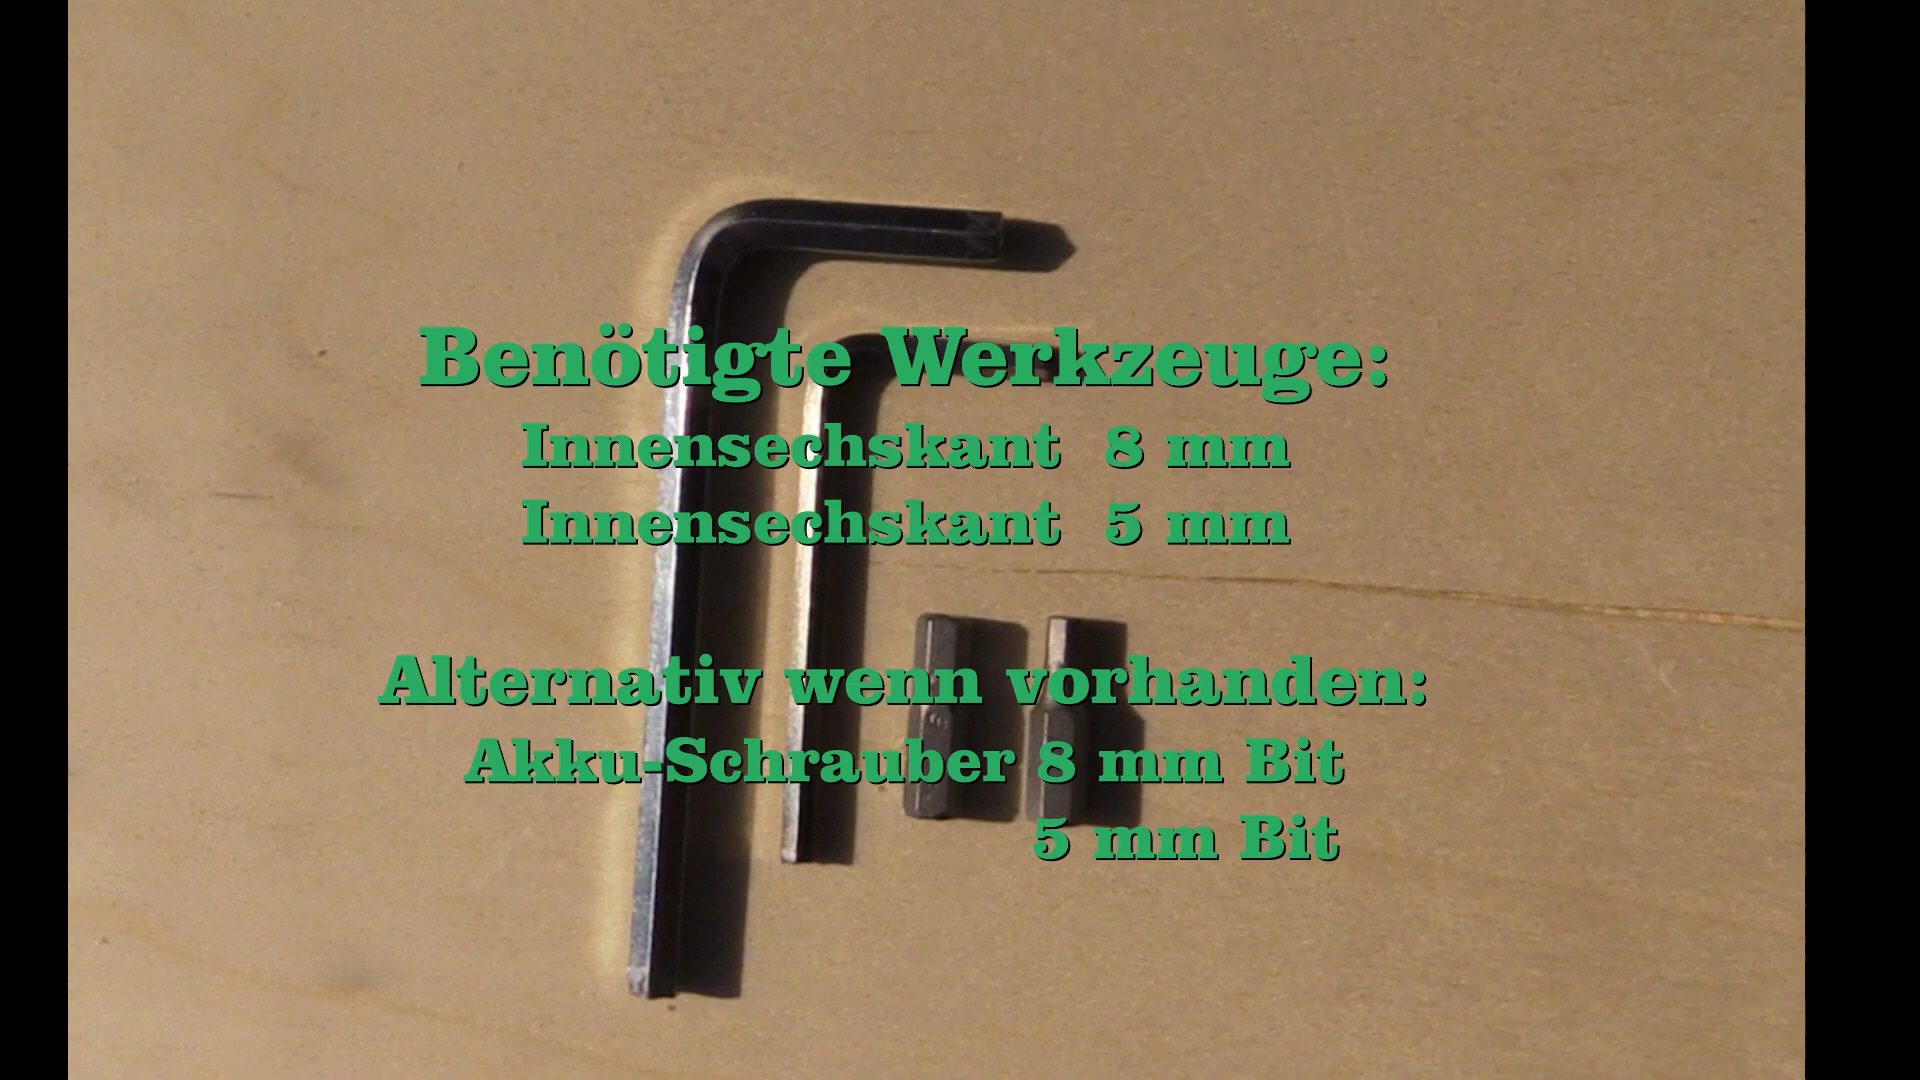 Benötigte Werkzeuge:
Innensechskant 8 mm
Innensechskant 5 mm
Alternativ wenn vorhanden:
Akku-Schrauber 8 mm Bit
5 mm Bit